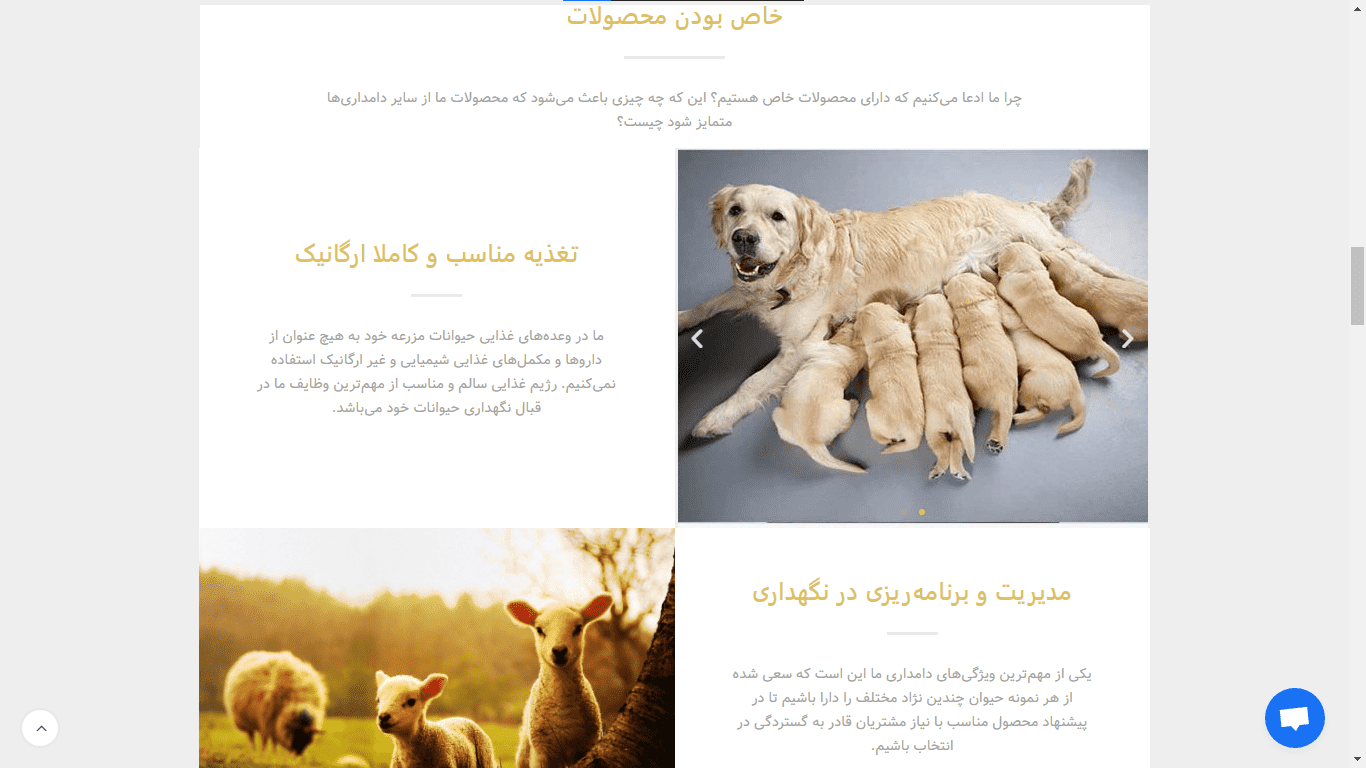 خاص بودن محصولات
چرا ما ادعا می‌کنیم که دارای محصولات خاص هستیم؟ این که چه چیزی باعث می‌شود که محصولات ما از سایر دامداری‌ها
متمایز شود چیست؟
تغذیه مناسب و کاملا ارگانیک
ما در وعده‌های غذایی حیوانات مزرعه خود به هیچ عنوان از
داروها و مکمل‌های غذایی شیمیایی و غیر ارگانیک استفاده
نمی‌کنیم. رژیم غذایی سالم و مناسب از مهم‌ترین وظایف ما در
قبال نگهداری حیوانات خود می‌باشد.
مدیریت و برنامه‌ریزی در نگهداری
یکی از مهم‌ترین ویژگی‌های دامداری ما این است که سعی شده
از هر نمونه حیوان چندین نژاد مختلف را دارا باشیم تا در
پیشنهاد محصول مناسب با نیاز مشتریان قادر به گستردگی در
انتخاب باشیم.